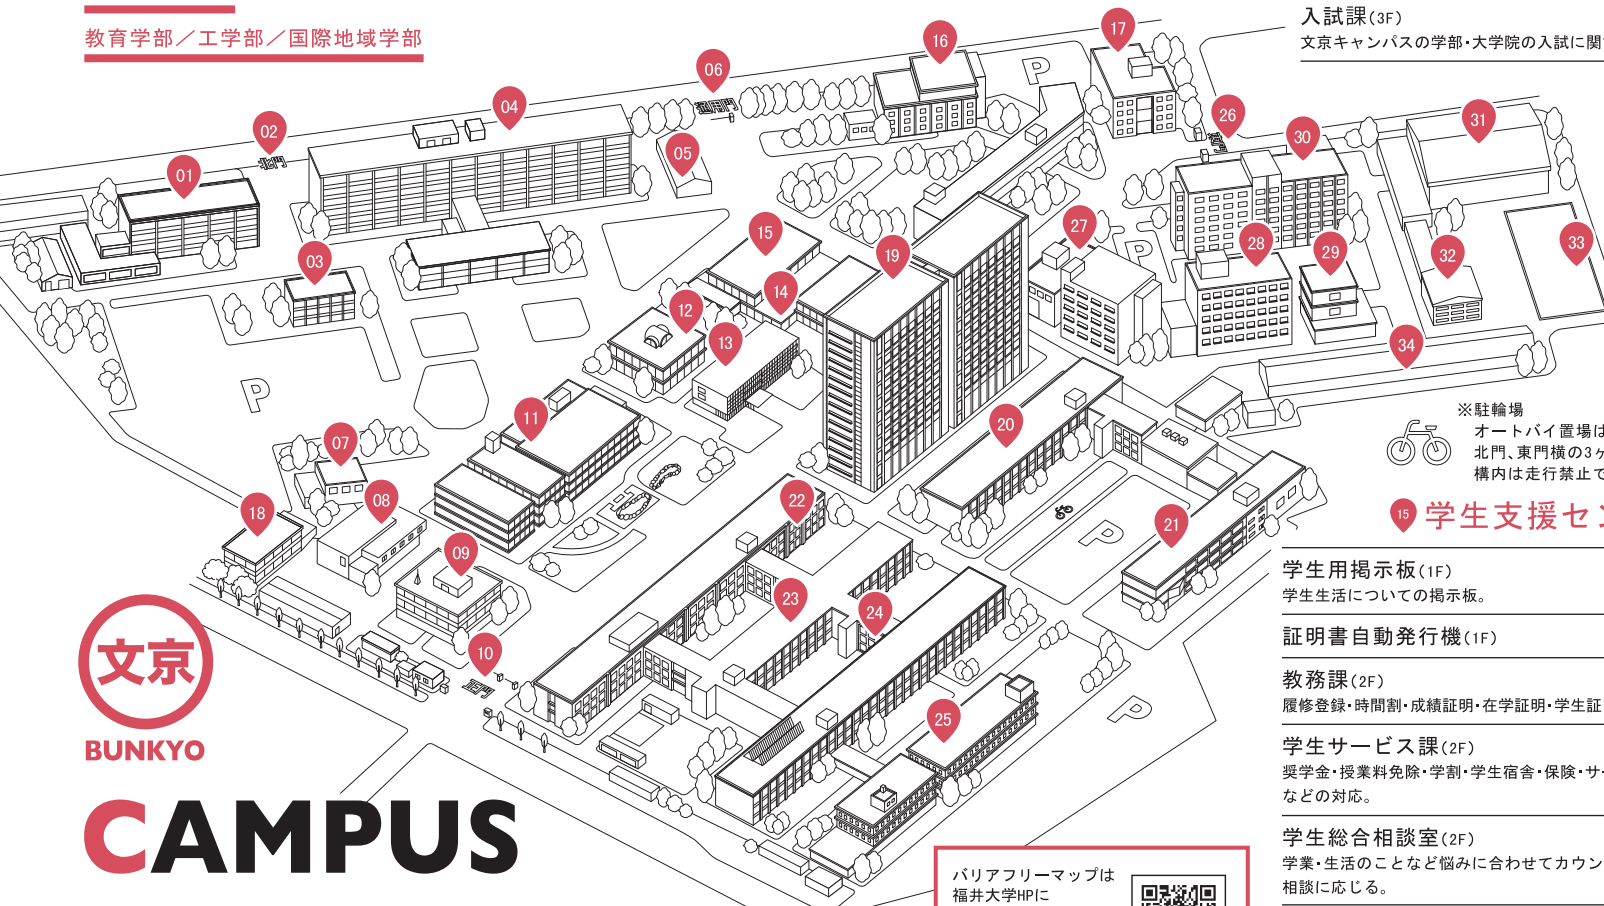 教育学部／工学部／国際地域学部
入試課(3F)
文京キャンパスの学部・大学院の入試に関
17
16
06
04
02
26
31
30
05
01
15
27
28
33
19
29
32
03
14
12
13
34
11
20
※駐輪場
オートバイ置場は
北門、東門横の3ヶ
構内は走行禁止で
07
08
22
18
21
15 学生支援セン
09
学生用掲示板(1F)
学生生活についての掲示板。
23
24
証明書自動発行機(1F)
10
教務課(2F)
履修登録・時間割・成績証明・在学証明・学生証
25
学生サービス課(2F)
奨学金・授業料免除・学割・学生宿舎・保険・サー
などの対応。
学生総合相談室(2F)
学業・生活のことなど悩みに合わせてカウン
相談に応じる。
北門
正門
P
P
P
P
P
文京
BUNKYO
CAMPUS
バリアフリーマップは
福井大学HPに